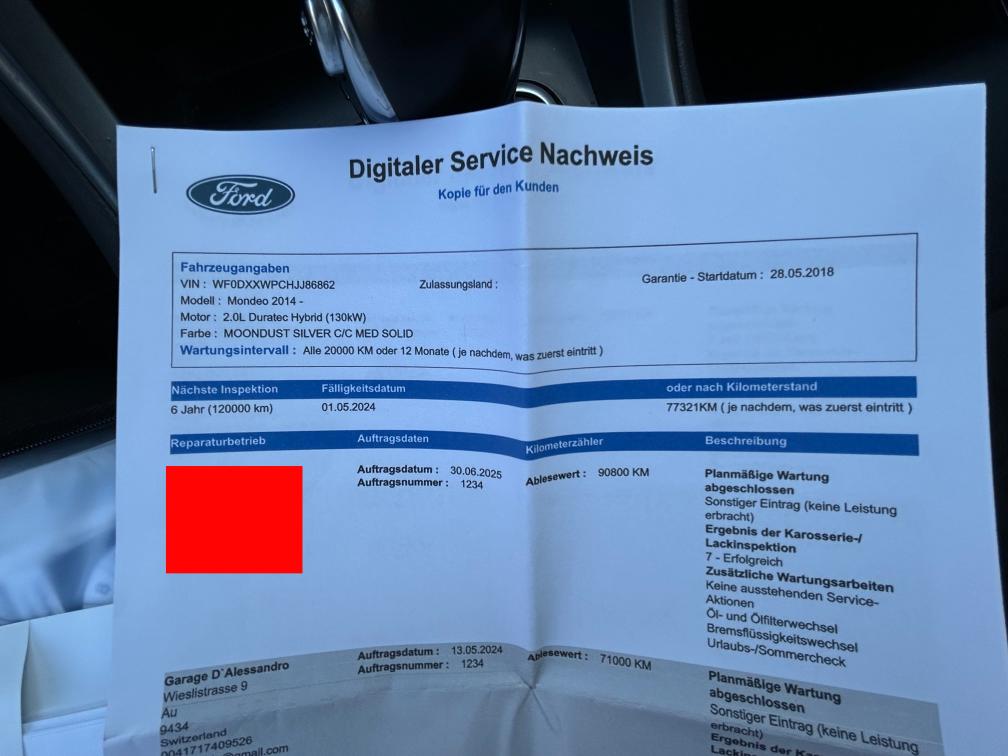 Digitaler Service Nachweis
Kopie für den Kunden
Ford
Fahrzeugangaben
VIN : WF0DXXWPCHJJ86862
Zulassungsland :
Garantie - Startdatum : 28.05.2018
Modell : Mondeo 2014 -
Motor : 2.0L Duratec Hybrid (130kW)
Farbe : MOONDUST SILVER C/C MED SOLID
Wartungsintervall : Alle 20000 KM oder 12 Monate ( je nachdem, was zuerst eintritt )
Nächste Inspektion Fälligkeitsdatum oder nach Kilometerstand
6 Jahr (120000 km) 01.05.2024 77321KM ( je nachdem, was zuerst eintritt )
Reparaturbetrieb Auftragsdaten Kilometerzähler Beschreibung
Auftragsdatum : 30.06.2025
Auftragsnummer : 1234
Ablesewert : 90800 KM
Planmäßige Wartung
abgeschlossen
Sonstiger Eintrag (keine Leistung
erbracht)
Ergebnis der Karosserie-/
Lackinspektion
7 - Erfolgreich
Zusätzliche Wartungsarbeiten
Keine ausstehenden Service-
Aktionen
Öl- und Ölfilterwechsel
Bremsflüssigkeitswechsel
Urlaubs-/Sommercheck
Garage D`Alessandro
Wieslistrasse 9
Au
9434
Switzerland
0041717409526
@gmail.com
Auftragsdatum : 13.05.2024
Auftragsnummer : 1234
Ablesewert : 71000 KM
Planmäßige Wartung
abgeschlossen
Sonstiger Eintrag (keine Leistung
erbracht)
Ergebnis der Karosserie-/